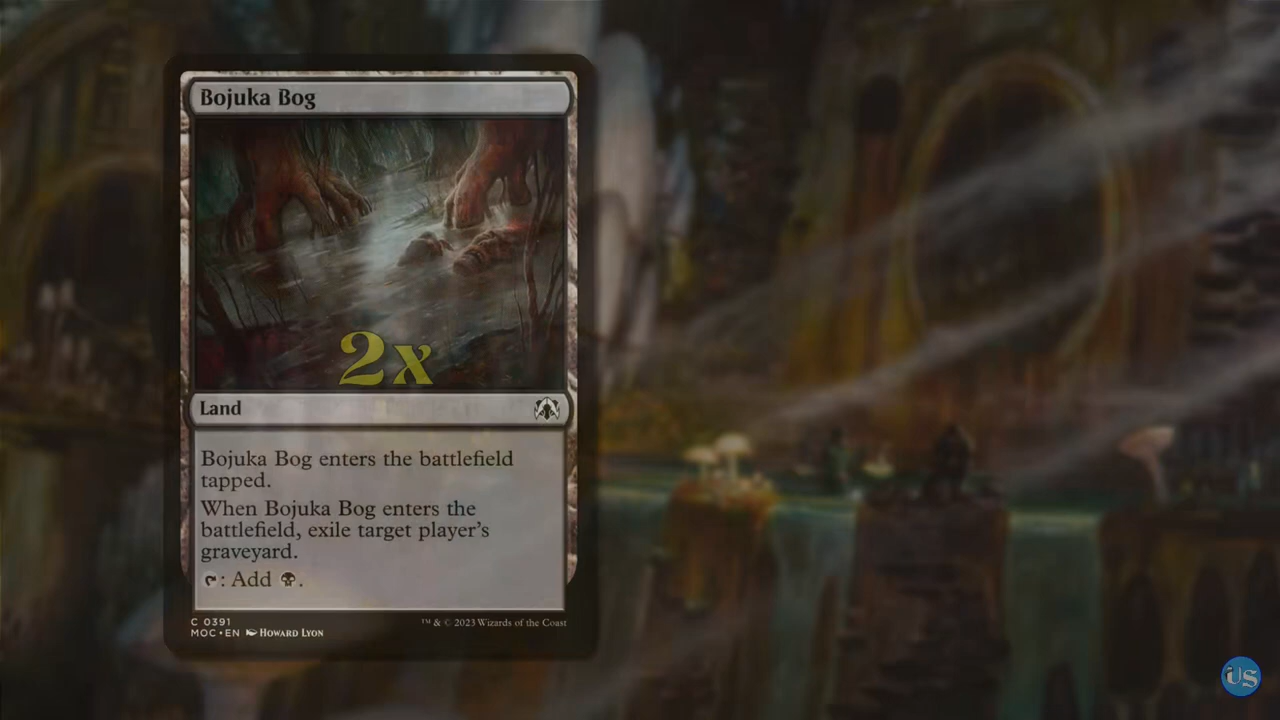 Bojuka Bog
2x
Land
Bojuka Bog enters the battlefield
tapped.
When Bojuka Bog enters the
battlefield, exile target player's
graveyard.
: Add .
C 0391
MOC • EN Howard Lyon
™ & © 2023 Wizards of the Coast
US